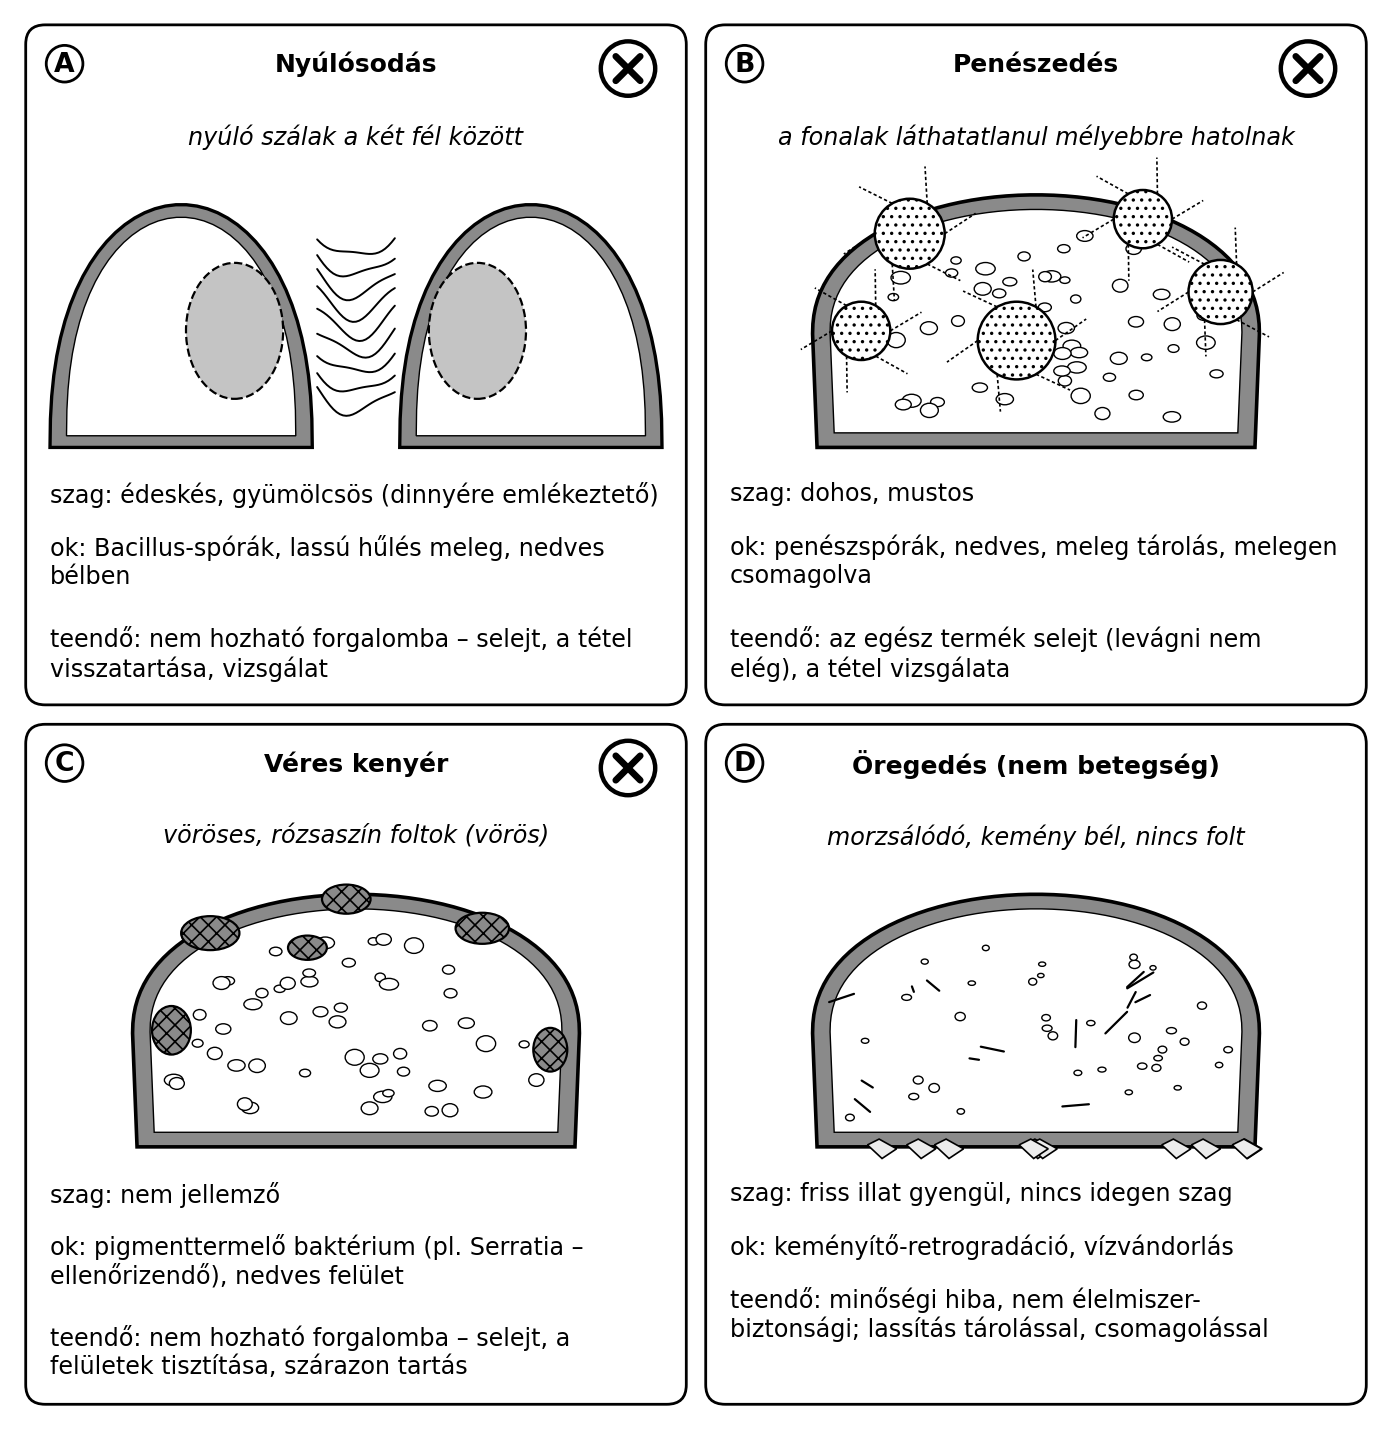 A
Nyúlósodás
nyúló szálak a két fél között
szag: édeskés, gyümölcsös (dinnyére emlékeztető)
ok: Bacillus-spórák, lassú hűlés meleg, nedves
bélben
teendő: nem hozható forgalomba – selejt, a tétel
visszatartása, vizsgálat
B
Penészedés
a fonalak láthatatlanul mélyebbre hatolnak
szag: dohos, mustos
ok: penészspórák, nedves, meleg tárolás, melegen
csomagolva
teendő: az egész termék selejt (levágni nem
elég), a tétel vizsgálata
C
Véres kenyér
vöröses, rózsaszín foltok (vörös)
szag: nem jellemző
ok: pigmenttermelő baktérium (pl. Serratia –
ellenőrizendő), nedves felület
teendő: nem hozható forgalomba – selejt, a
felületek tisztítása, szárazon tartás
D
Öregedés (nem betegség)
morzsálódó, kemény bél, nincs folt
szag: friss illat gyengül, nincs idegen szag
ok: keményítő-retrogradáció, vízvándorlás
teendő: minőségi hiba, nem élelmiszer-
biztonsági; lassítás tárolással, csomagolással